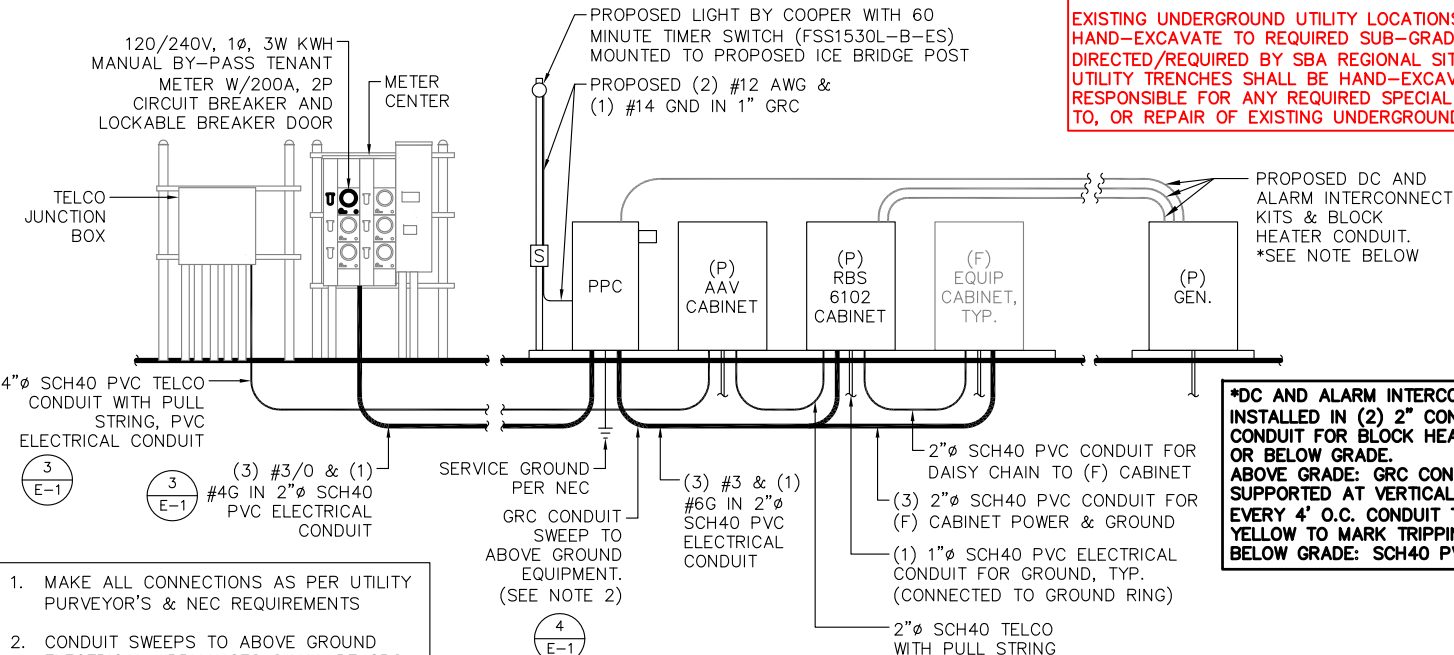 PROPOSED LIGHT BY COOPER WITH 60
MINUTE TIMER SWITCH (FSS1530L-B-ES)
MOUNTED TO PROPOSED ICE BRIDGE POST
PROPOSED (2) #12 AWG &
(1) #14 GND IN 1" GRC
120/240V, 1ø, 3W KWH
MANUAL BY-PASS TENANT
METER W/200A, 2P
CIRCUIT BREAKER AND
LOCKABLE BREAKER DOOR
METER
CENTER
EXISTING UNDERGROUND UTILITY LOCATIONS
HAND-EXCAVATE TO REQUIRED SUB-GRAD
DIRECTED/REQUIRED BY SBA REGIONAL SIT
UTILITY TRENCHES SHALL BE HAND-EXCAV
RESPONSIBLE FOR ANY REQUIRED SPECIAL
TO, OR REPAIR OF EXISTING UNDERGROUND
TELCO
JUNCTION
BOX
PROPOSED DC AND
ALARM INTERCONNECT
KITS & BLOCK
HEATER CONDUIT.
*SEE NOTE BELOW
S
PPC
(P)
AAV
CABINET
(P)
RBS
6102
CABINET
(F)
EQUIP
CABINET,
TYP.
(P)
GEN.
4"ø SCH40 PVC TELCO
CONDUIT WITH PULL
STRING, PVC
ELECTRICAL CONDUIT
3
E-1
3
E-1
(3) #3/0 & (1)
#4G IN 2"ø SCH40
PVC ELECTRICAL
CONDUIT
SERVICE GROUND
PER NEC
GRC CONDUIT
SWEEP TO
ABOVE GROUND
EQUIPMENT.
(SEE NOTE 2)
4
E-1
(3) #3 & (1)
#6G IN 2"ø
SCH40 PVC
ELECTRICAL
CONDUIT
2"ø SCH40 PVC CONDUIT FOR
DAISY CHAIN TO (F) CABINET
(3) 2"ø SCH40 PVC CONDUIT FOR
(F) CABINET POWER & GROUND
(1) 1"ø SCH40 PVC ELECTRICAL
CONDUIT FOR GROUND, TYP.
(CONNECTED TO GROUND RING)
2"ø SCH40 TELCO
WITH PULL STRING
*DC AND ALARM INTERCO
INSTALLED IN (2) 2" CON
CONDUIT FOR BLOCK HEA
OR BELOW GRADE.
ABOVE GRADE: GRC CON
SUPPORTED AT VERTICAL
EVERY 4' O.C. CONDUIT T
YELLOW TO MARK TRIPPIN
BELOW GRADE: SCH40 PV
1. MAKE ALL CONNECTIONS AS PER UTILITY
PURVEYOR'S & NEC REQUIREMENTS
2. CONDUIT SWEEPS TO ABOVE GROUND